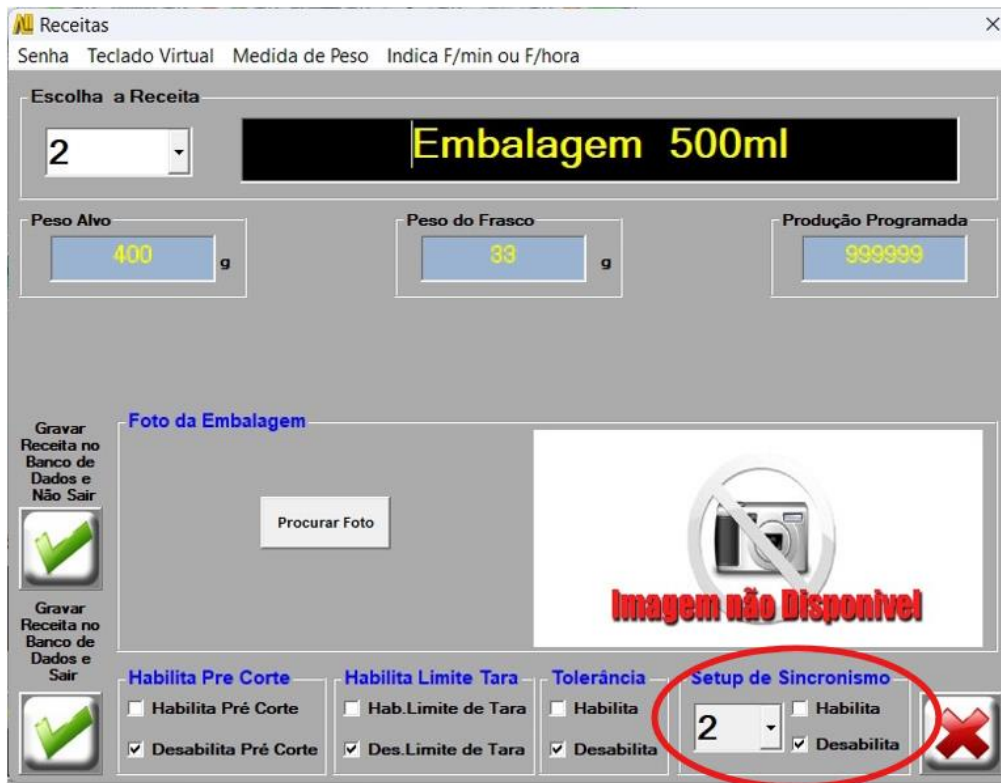 Receitas
Senha Teclado Virtual Medida de Peso Indica F/min ou F/hora
Escolha a Receita
2
Embalagem 500ml
Peso Alvo
400 g
Peso do Frasco
33 g
Produção Programada
999999
Gravar
Receita no
Banco de
Dados e
Não Sair
Foto da Embalagem
Procurar Foto
Imagem não Disponivel
Gravar
Receita no
Banco de
Dados e
Sair
Habilita Pre Corte
Habilita Pré Corte
Desabilita Pré Corte
Habilita Limite Tara
Hab.Limite de Tara
Des.Limite de Tara
Tolerância
Habilita
Desabilita
Setup de Sincronismo
2
Habilita
Desabilita